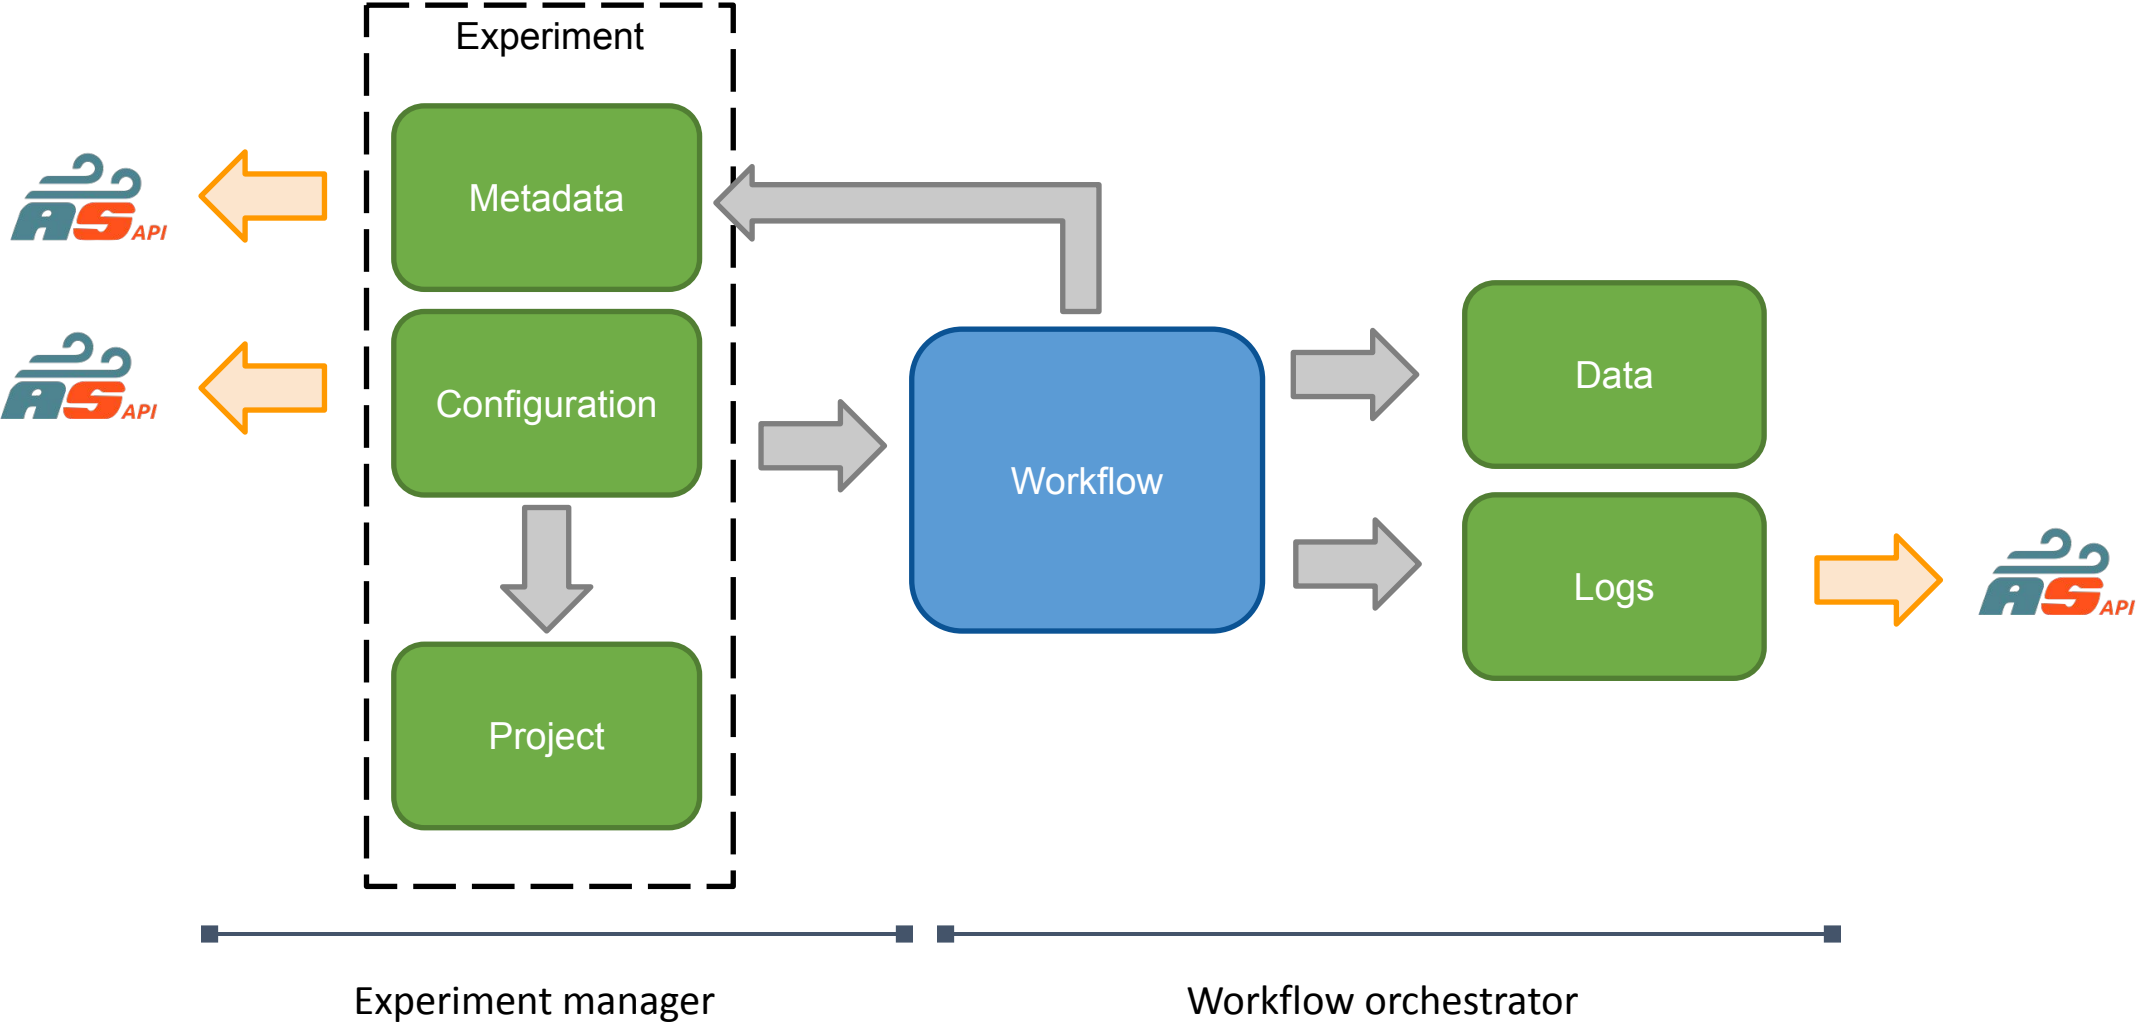 Experiment
Metadata
AS API
Configuration
AS API
Workflow
Data
Logs
AS API
Project
Experiment manager
Workflow orchestrator